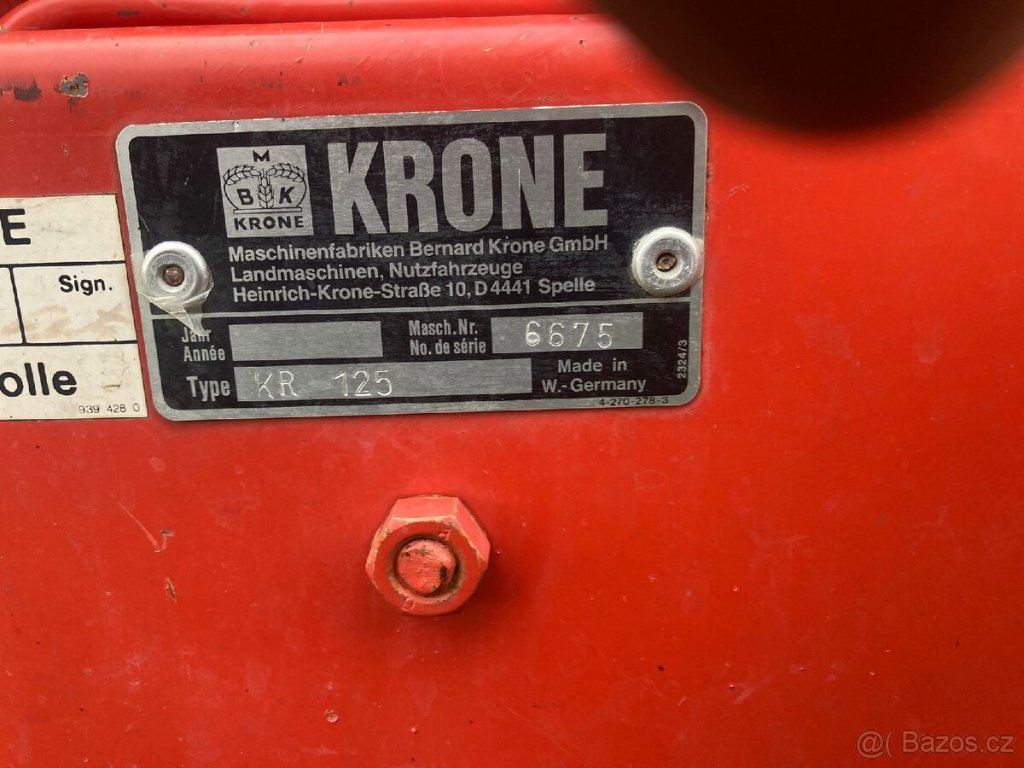 M
B K
KRONE
KRONE
Maschinenfabriken Bernard Krone GmbH
Landmaschinen, Nutzfahrzeuge
Heinrich-Krone-Straße 10, D 4441 Spelle
Jahr
Année
Masch.Nr.
No. de série
6675
2324/3
Type KR 125
Made in
W.-Germany
4-270-278-3
E
Sign.
olle
939 428 0
@( Bazos.cz